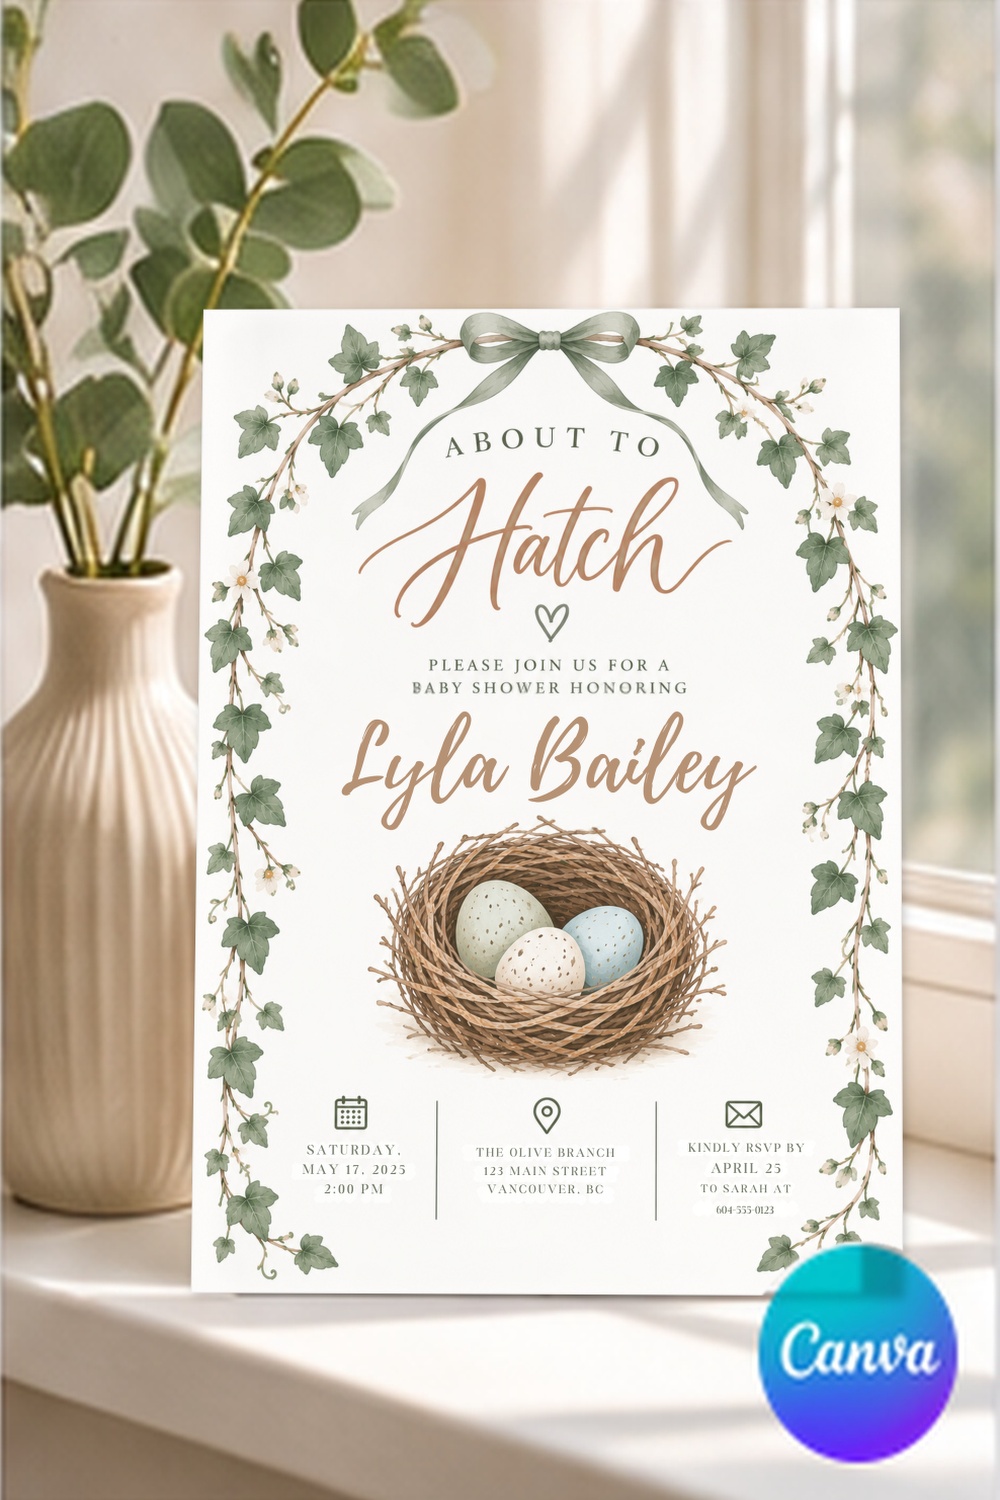 ABOUT TO
Hatch
PLEASE JOIN US FOR A
BABY SHOWER HONORING
Lyla Bailey
SATURDAY,
MAY 17, 2025
2:00 PM
THE OLIVE BRANCH
123 MAIN STREET
VANCOUVER, BC
KINDLY RSVP BY
APRIL 25
TO SARAH AT
604-555-0123
Canva